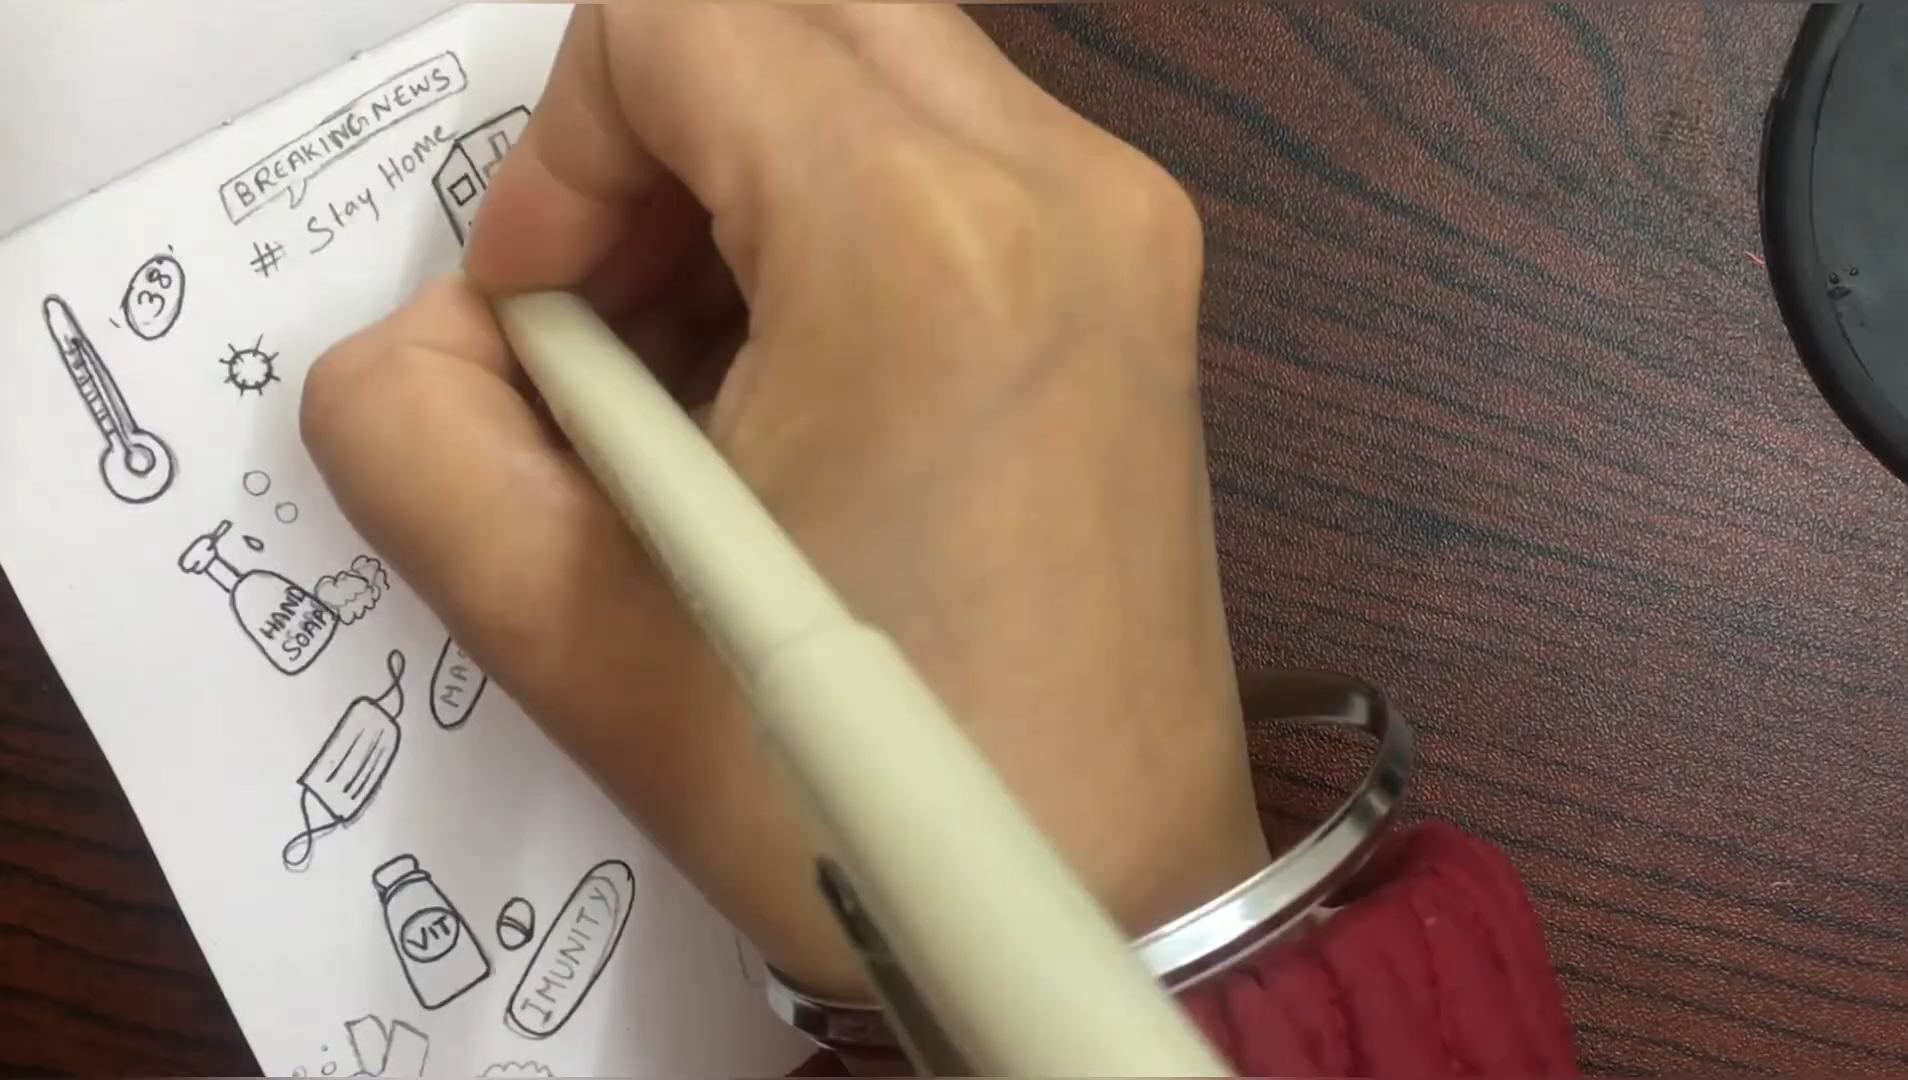 BREAKING NEWS
# Stay Home
38°
HAND
SOAP
VIT
IMUNITY